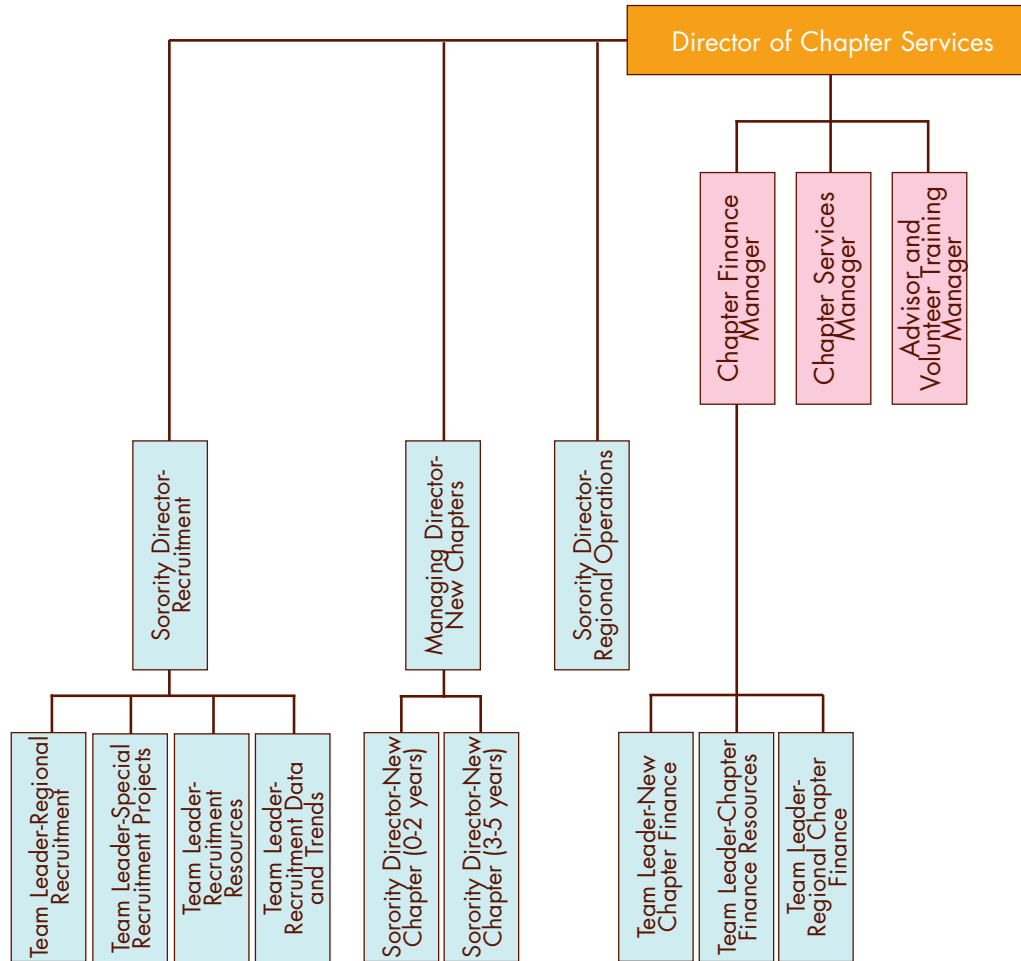 Director of Chapter Services
Chapter Finance
Manager
Chapter Services
Manager
Advisor and
Volunteer Training
Manager
Sorority Director-
Recruitment
Managing Director-
New Chapters
Sorority Director-
Regional Operations
Team Leader-Regional
Recruitment
Team Leader-Special
Recruitment Projects
Team Leader-
Recruitment
Resources
Team Leader-
Recruitment Data
and Trends
Sorority Director-New
Chapter (0-2 years)
Sorority Director-New
Chapter (3-5 years)
Team Leader-New
Chapter Finance
Team Leader-Chapter
Finance Resources
Team Leader-
Regional Chapter
Finance